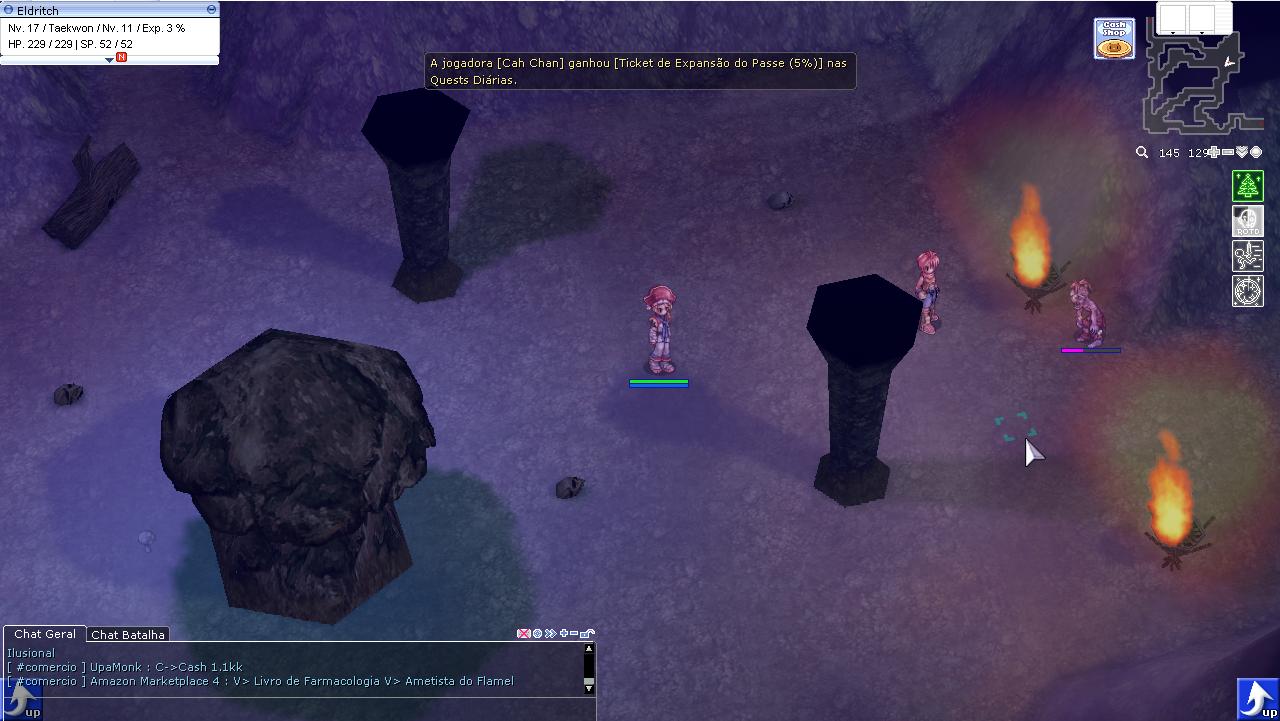 Eldritch
Nv. 17 / Taekwon / Nv. 11 / Exp. 3 %
HP. 229 / 229 | SP. 52 / 52
N
A jogadora [Cah Chan] ganhou [Ticket de Expansão do Passe (5%)] nas
Quests Diárias.
Cash
Shop
145 129
ROTD
Chat Geral
Chat Batalha
Ilusional
[ #comercio ] UpaMonk : C->Cash 1.1kk
[ #comercio ] Amazon Marketplace 4 : V> Livro de Farmacologia V> Ametista do Flamel
up
up